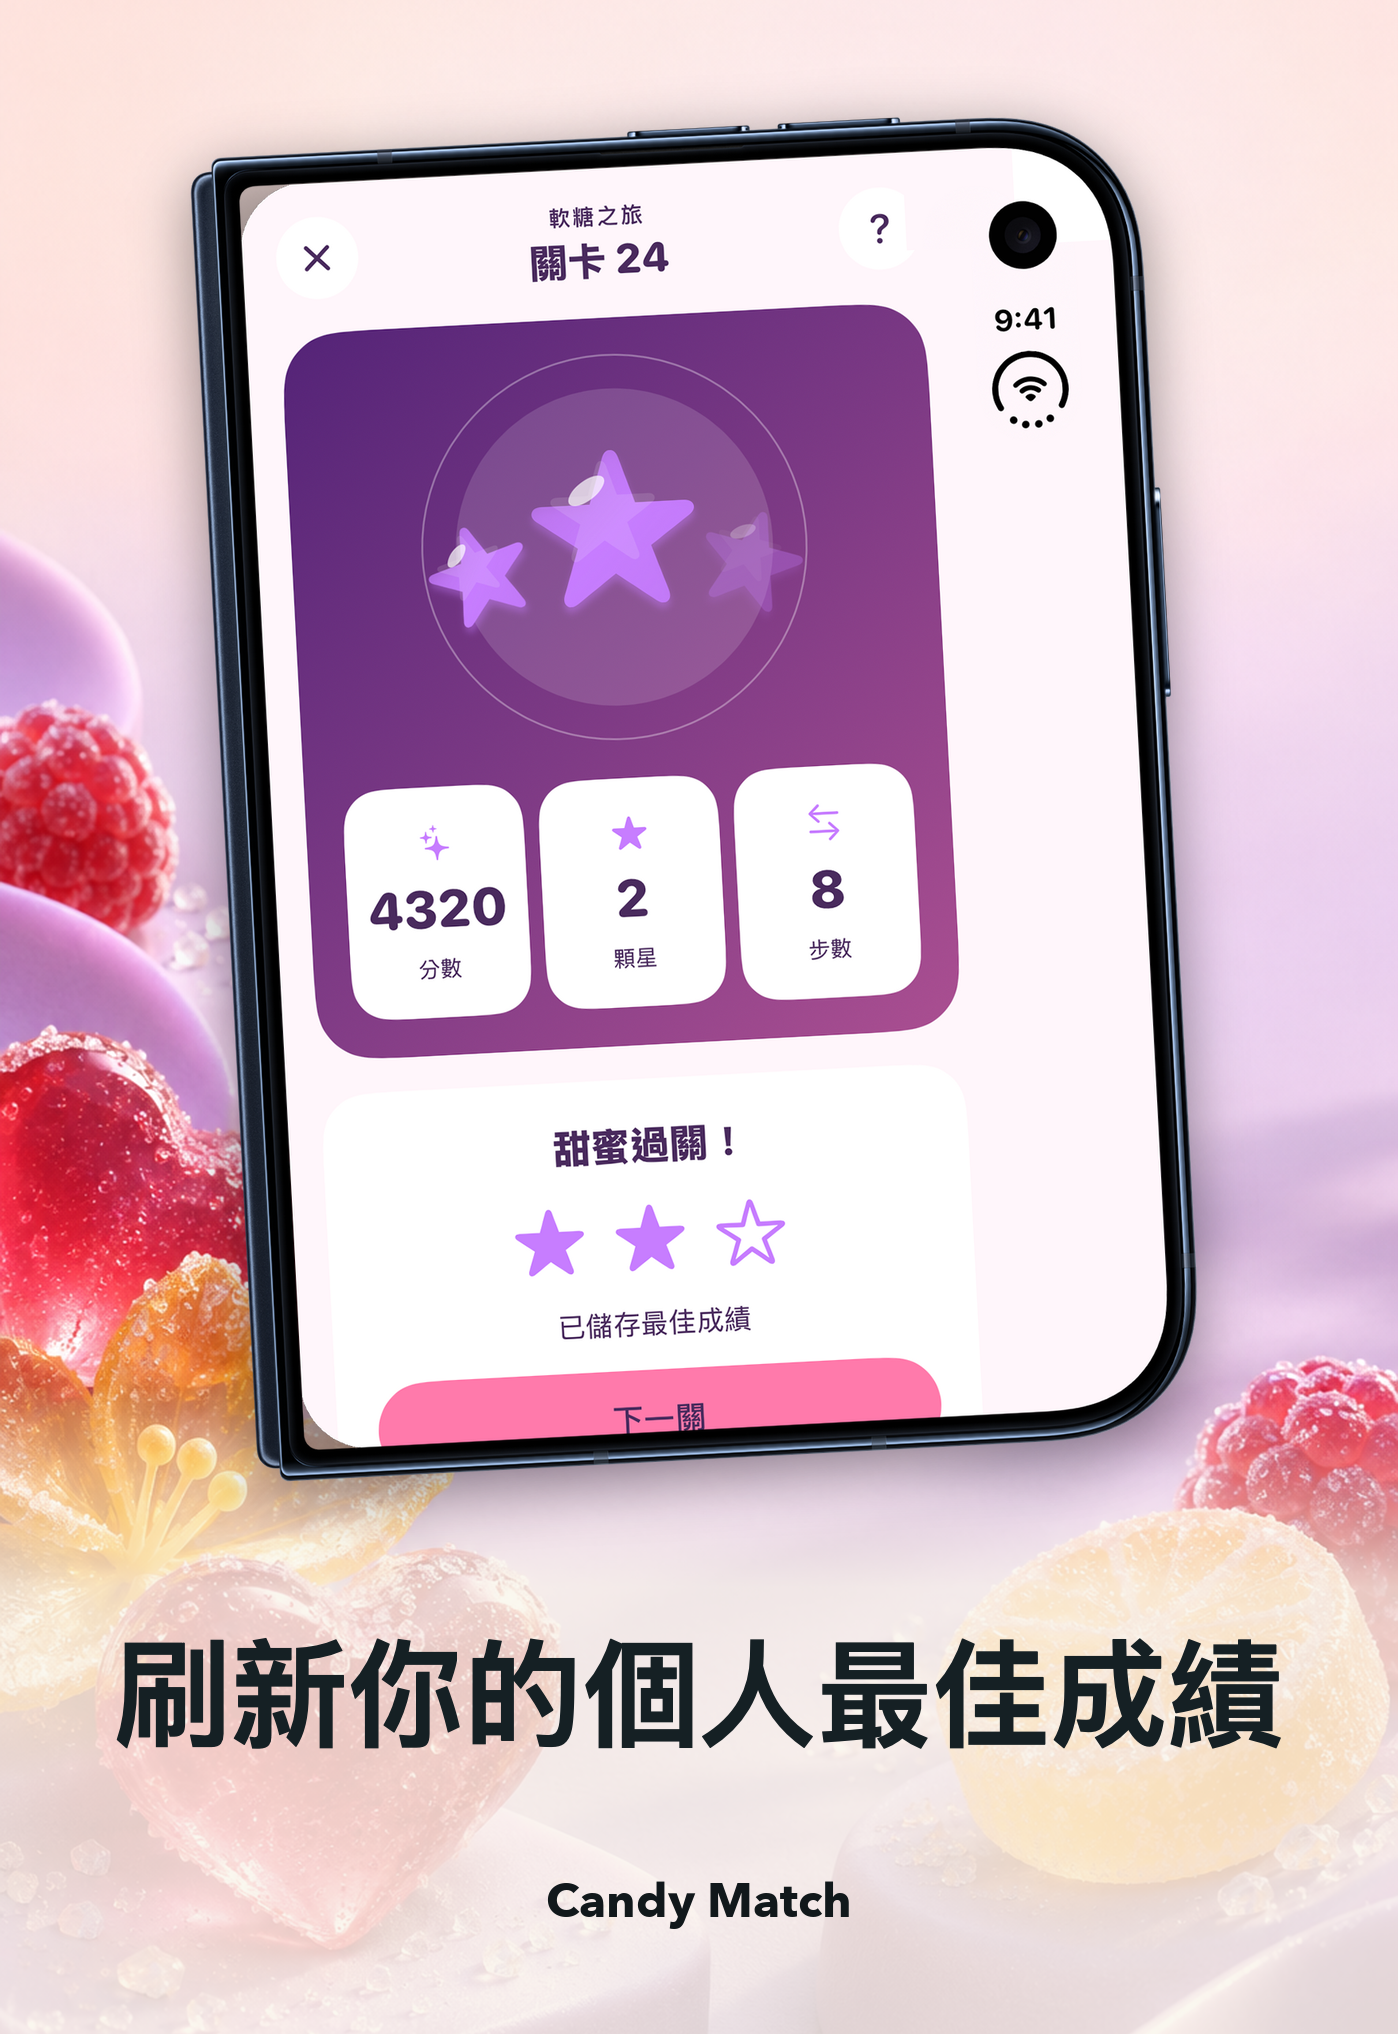 軟糖之旅
關卡 24
?
9:41
4320
分數
2
顆星
8
步數
甜蜜過關！
已儲存最佳成績
下一關
刷新你的個人最佳成績
Candy Match